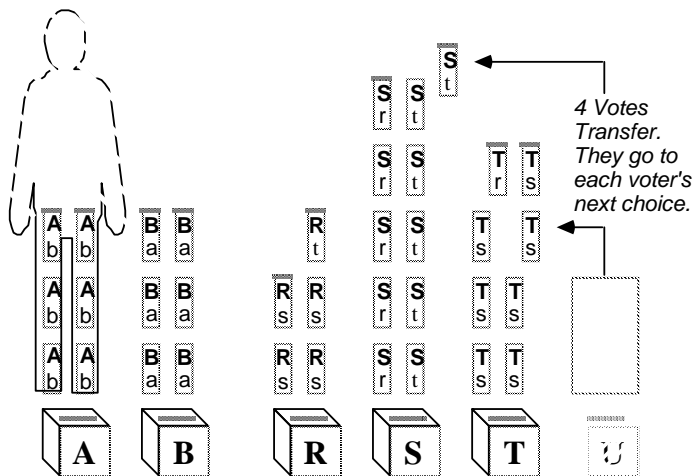 S
t
S S
r t
4 Votes
Transfer.
They go to
each voter's
next choice.
S S T T
r t r s
A A B B R S S T T
b b a a t r t s s
A A B B R R S S T T
b b a a s s r t s s
A A B B R R S S T T
b b a a s s r t s s
A B R S T U